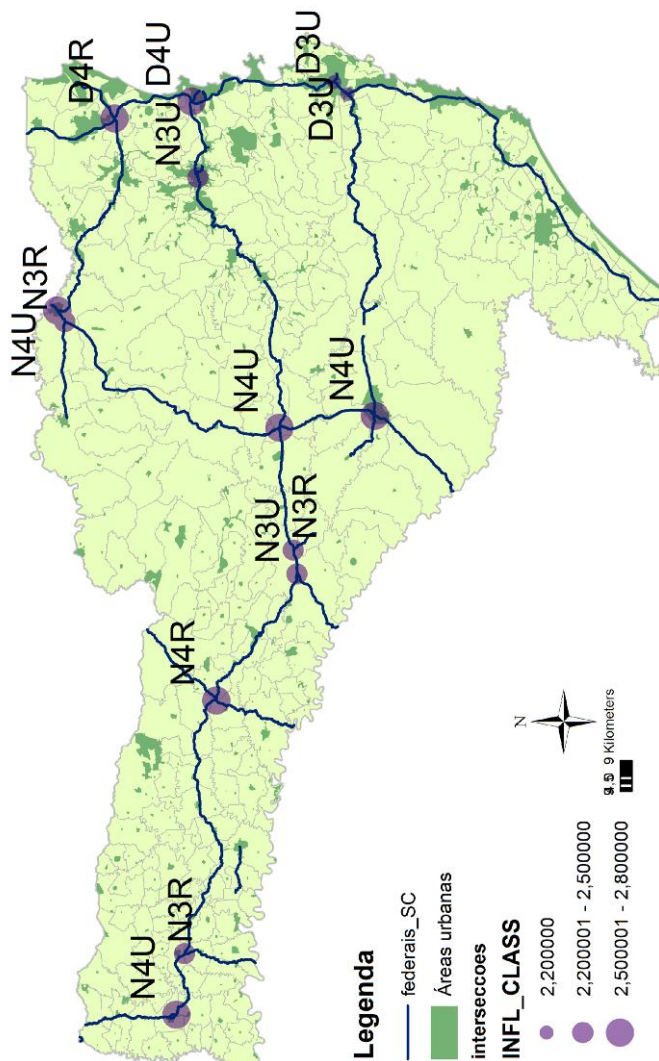 N4U
N3R
D4R
D4U
N3U
N4U
N4U
D3U
D3U
N3U
N3R
N4R
N4U
N3R
N
9 Kilometers
Legenda
federais_SC
Áreas urbanas
interseccoes
INFL_CLASS
2,200000
2,200001 - 2,500000
2,500001 - 2,800000